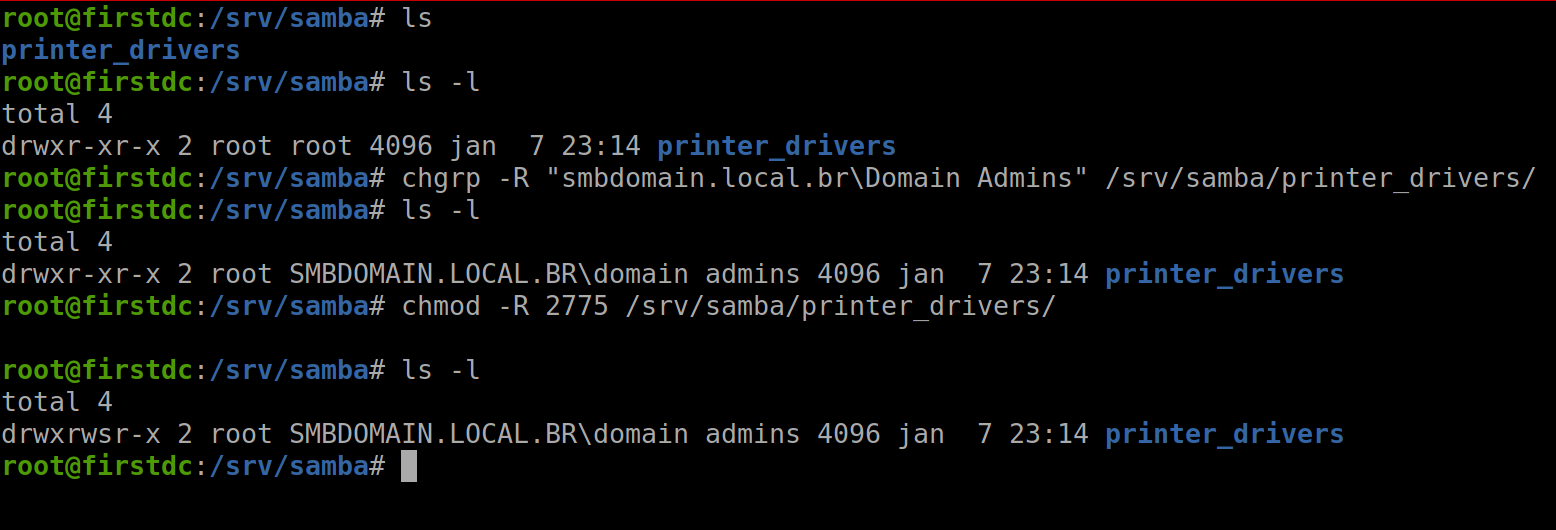 root@firstdc:/srv/samba# ls
printer_drivers
root@firstdc:/srv/samba# ls -l
total 4
drwxr-xr-x 2 root root 4096 jan  7 23:14 printer_drivers
root@firstdc:/srv/samba# chgrp -R "smbdomain.local.br\Domain Admins" /srv/samba/printer_drivers/
root@firstdc:/srv/samba# ls -l
total 4
drwxr-xr-x 2 root SMBDOMAIN.LOCAL.BR\domain admins 4096 jan  7 23:14 printer_drivers
root@firstdc:/srv/samba# chmod -R 2775 /srv/samba/printer_drivers/
root@firstdc:/srv/samba# ls -l
total 4
drwxrwsr-x 2 root SMBDOMAIN.LOCAL.BR\domain admins 4096 jan  7 23:14 printer_drivers
root@firstdc:/srv/samba#